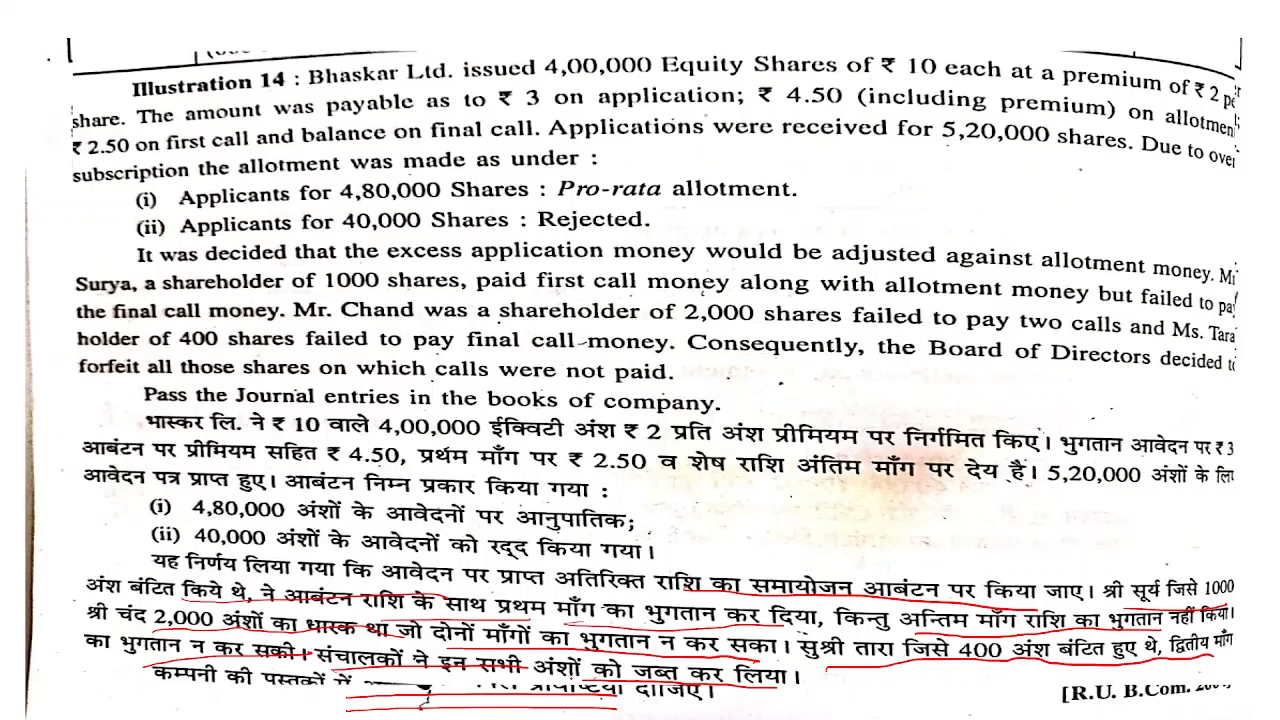 Illustration 14 : Bhaskar Ltd. issued 4,00,000 Equity Shares of ₹ 10 each at a premium of ₹ 2
share. The amount was payable as to ₹ 3 on application; ₹ 4.50 (including premium) on
₹ 2.50 on first call and balance on final call. Applications were received for 5,20,000 shares. Due to
subscription the allotment was made as under :
(i) Applicants for 4,80,000 Shares : Pro-rata allotment.
(ii) Applicants for 40,000 Shares : Rejected.
It was decided that the excess application money would be adjusted against allotment money.
Surya, a shareholder of 1000 shares, paid first call money along with allotment money but failed to
the final call money. Mr. Chand was a shareholder of 2,000 shares failed to pay two calls and Ms. Tara
holder of 400 shares failed to pay final call money. Consequently, the Board of Directors decided
forfeit all those shares on which calls were not paid.
Pass the Journal entries in the books of company.
भास्कर लि. ने ₹ 10 वाले 4,00,000 ईक्विटी अंश ₹ 2 प्रति अंश प्रीमियम पर निर्गमित किए। भुगतान आवेदन पर ₹ 3
आबंटन पर प्रीमियम सहित ₹ 4.50, प्रथम माँग पर ₹ 2.50 व शेष राशि अंतिम माँग पर देय है। 5,20,000 अंशों के
आवेदन पत्र प्राप्त हुए। आबंटन निम्न प्रकार किया गया :
(i) 4,80,000 अंशों के आवेदनों पर आनुपातिक;
(ii) 40,000 अंशों के आवेदनों को रद्द किया गया।
यह निर्णय लिया गया कि आवेदन पर प्राप्त अतिरिक्त राशि का समायोजन आबंटन पर किया जाए। श्री सूर्य जिसे 1000
अंश बंटित किये थे, ने आबंटन राशि के साथ प्रथम माँग का भुगतान कर दिया, किन्तु अन्तिम माँग राशि का भुगतान नहीं किया।
श्री चंद 2,000 अंशों का धारक था जो दोनों माँगों का भुगतान न कर सका। सुश्री तारा जिसे 400 अंश बंटित हुए थे, द्वितीय माँग
का भुगतान न कर सकी। संचालकों ने इन सभी अंशों को जब्त कर लिया।
कम्पनी की पुस्तकों में दीजिए।
[R.U. B.Com.